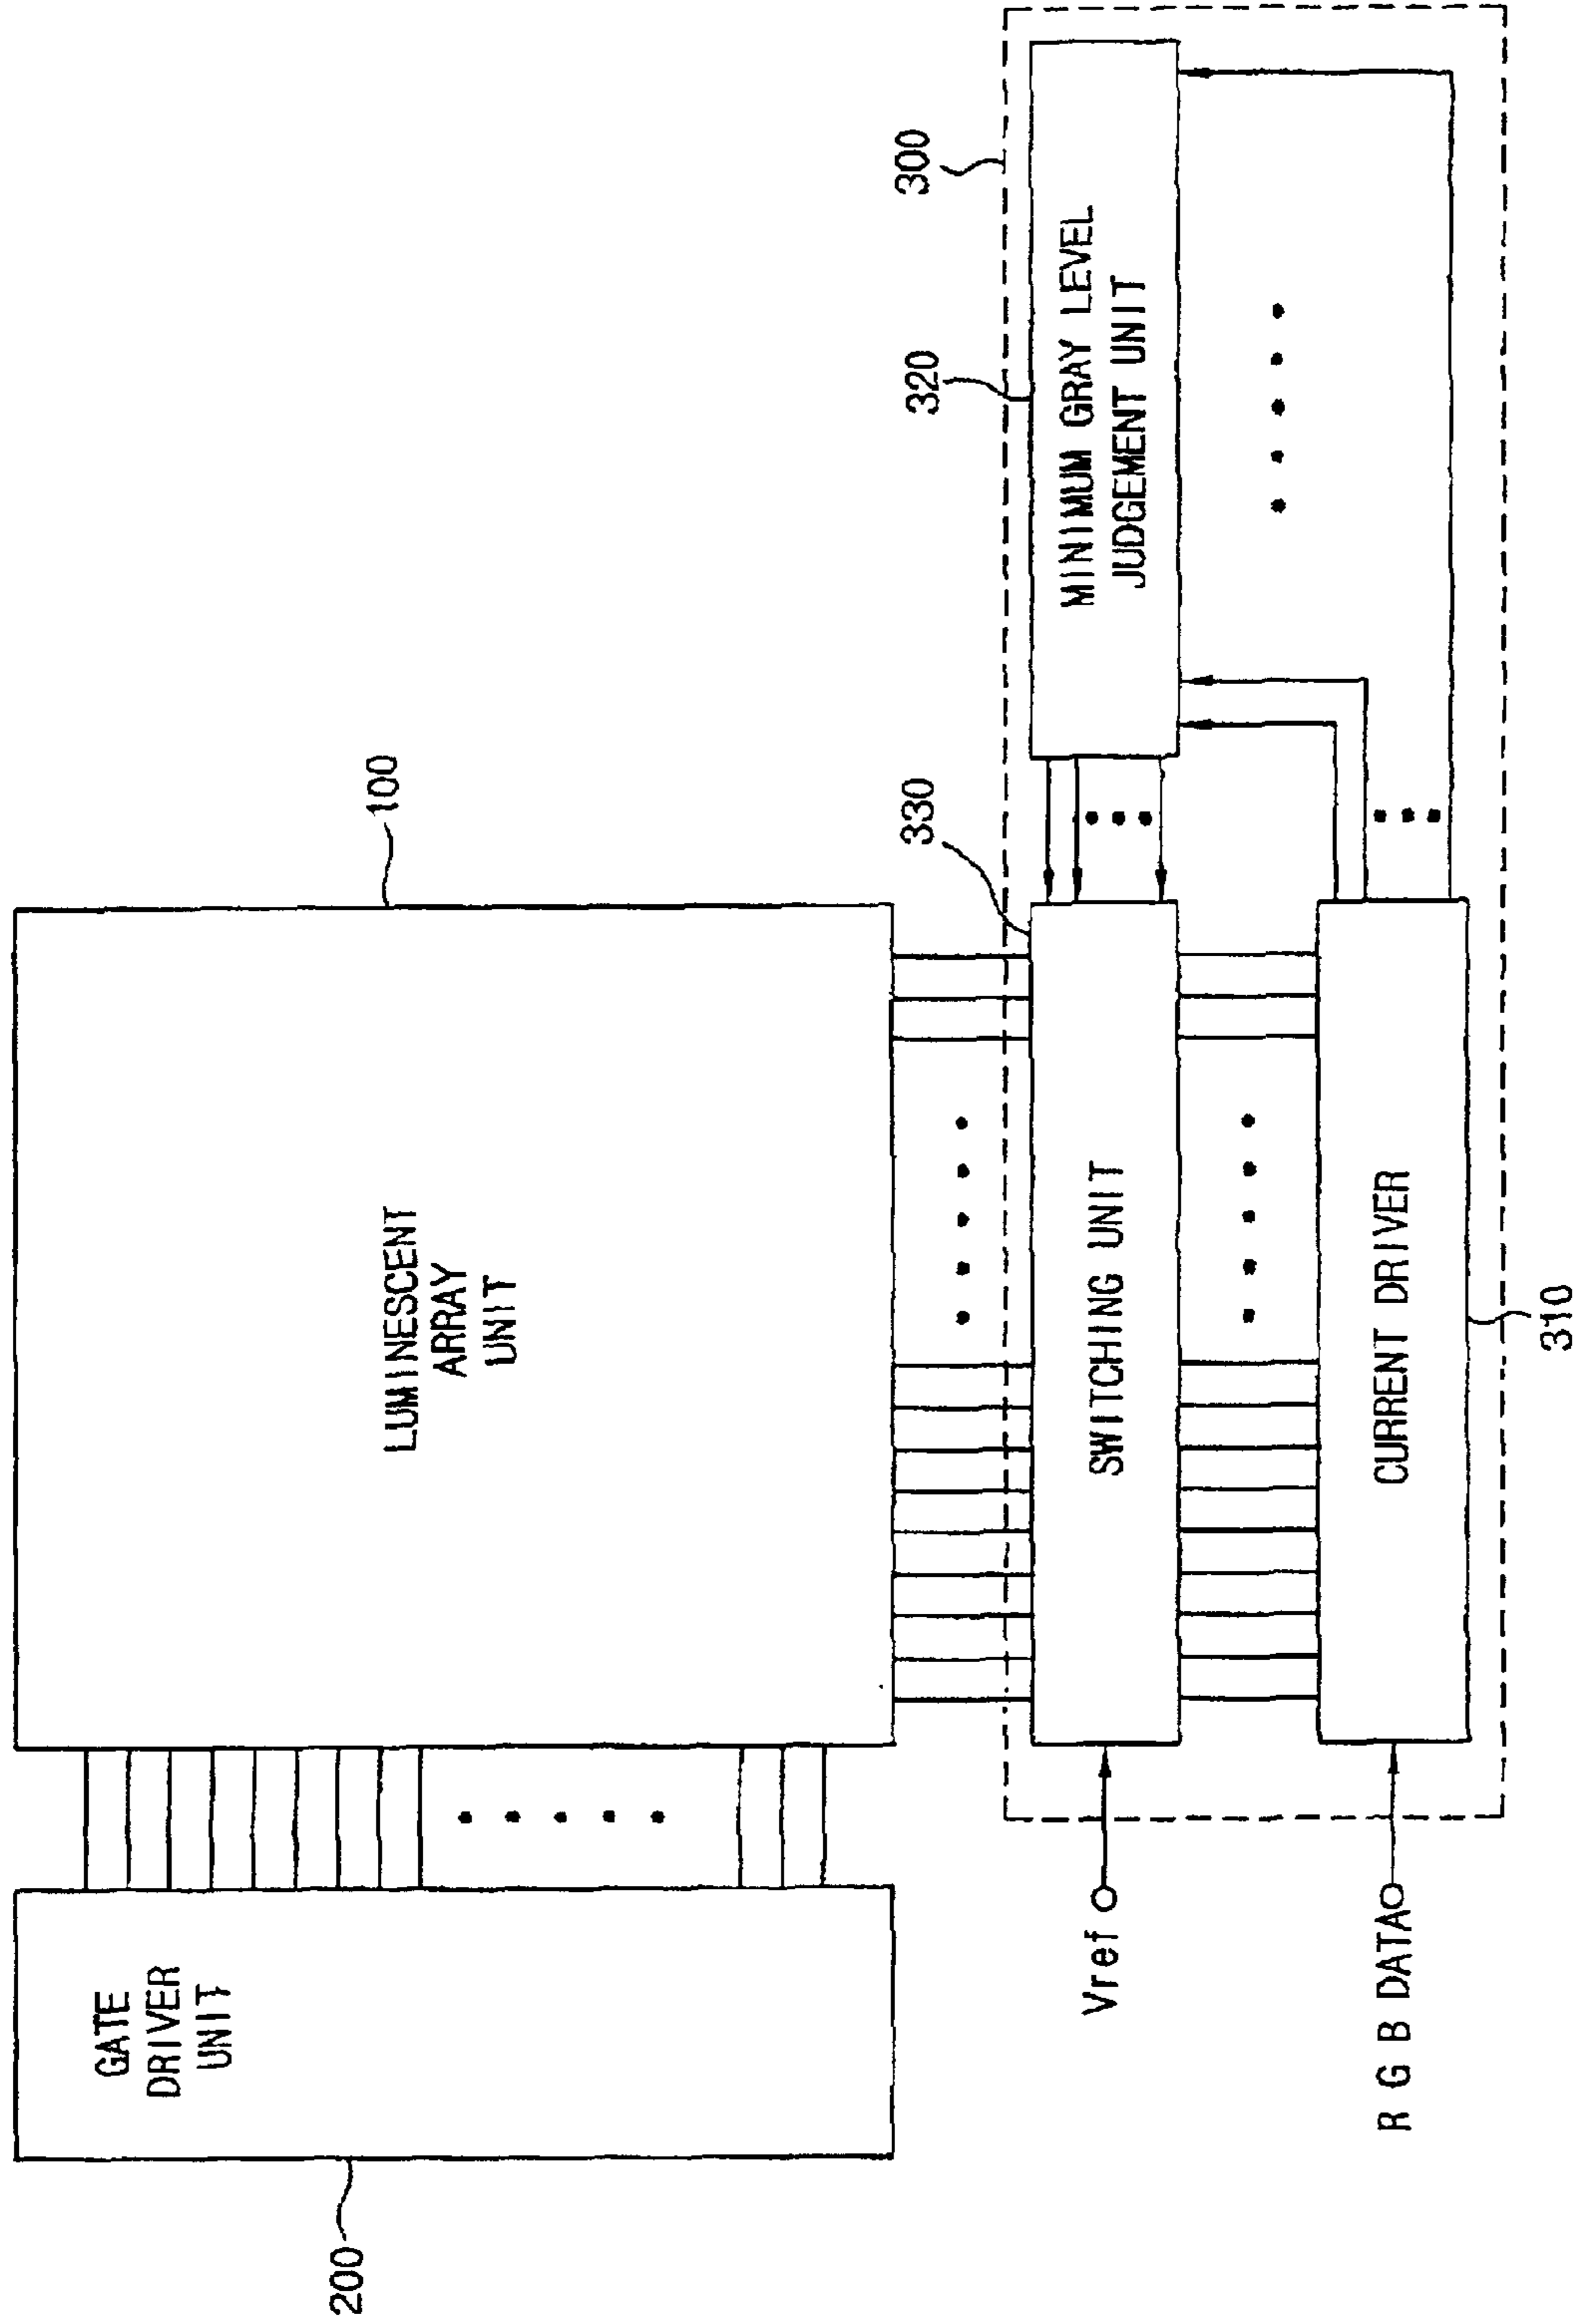 200
GATE
DRIVER
UNIT
LUMINESCENT
ARRAY
UNIT
100
300
320
MINIMUM GRAY LEVEL
JUDGEMENT UNIT
330
Vref
SWITCHING UNIT
R G B DATA
CURRENT DRIVER
310